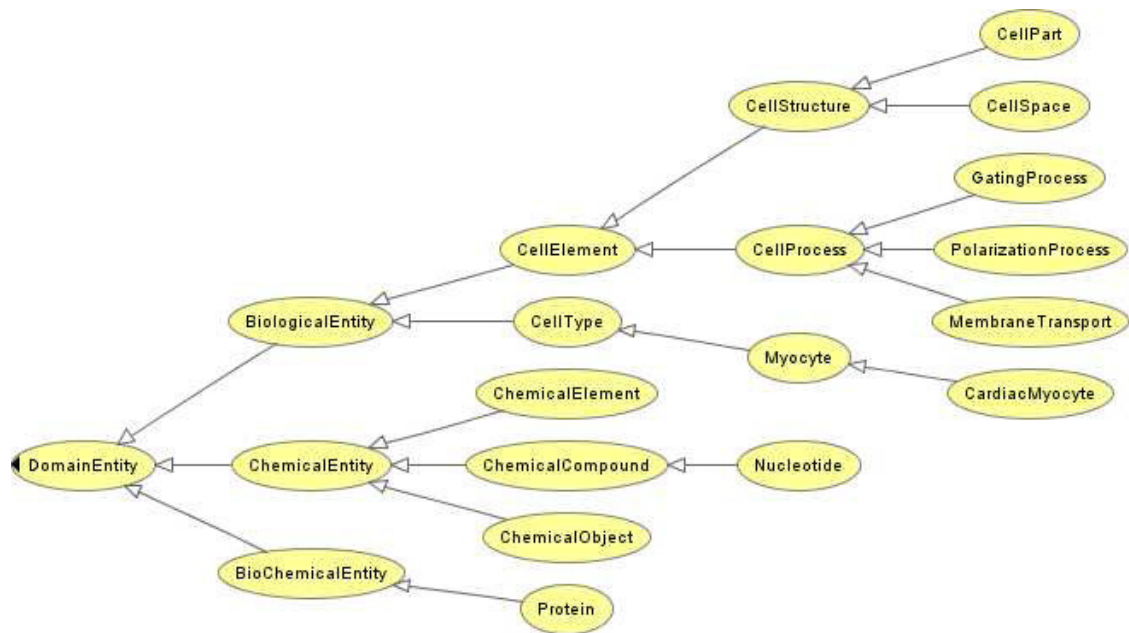 CellPart
CellStructure
CellSpace
GatingProcess
CellElement
CellProcess
PolarizationProcess
BiologicalEntity
CellType
MembraneTransport
Myocyte
ChemicalElement
CardiacMyocyte
DomainEntity
ChemicalEntity
ChemicalCompound
Nucleotide
ChemicalObject
BioChemicalEntity
Protein